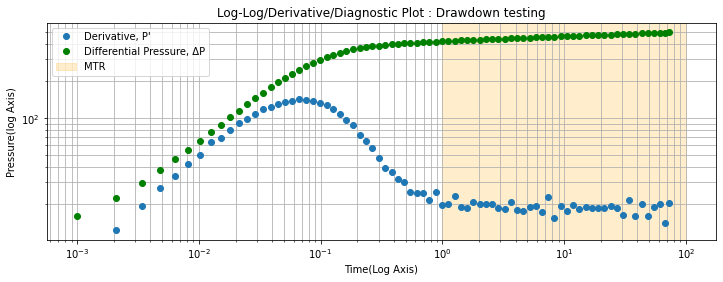 Log-Log/Derivative/Diagnostic Plot : Drawdown testing
Derivative, P'
Differential Pressure, ΔP
MTR
Pressure(log Axis)
10²
10⁻³ 10⁻² 10⁻¹ 10⁰ 10¹ 10²
Time(Log Axis)